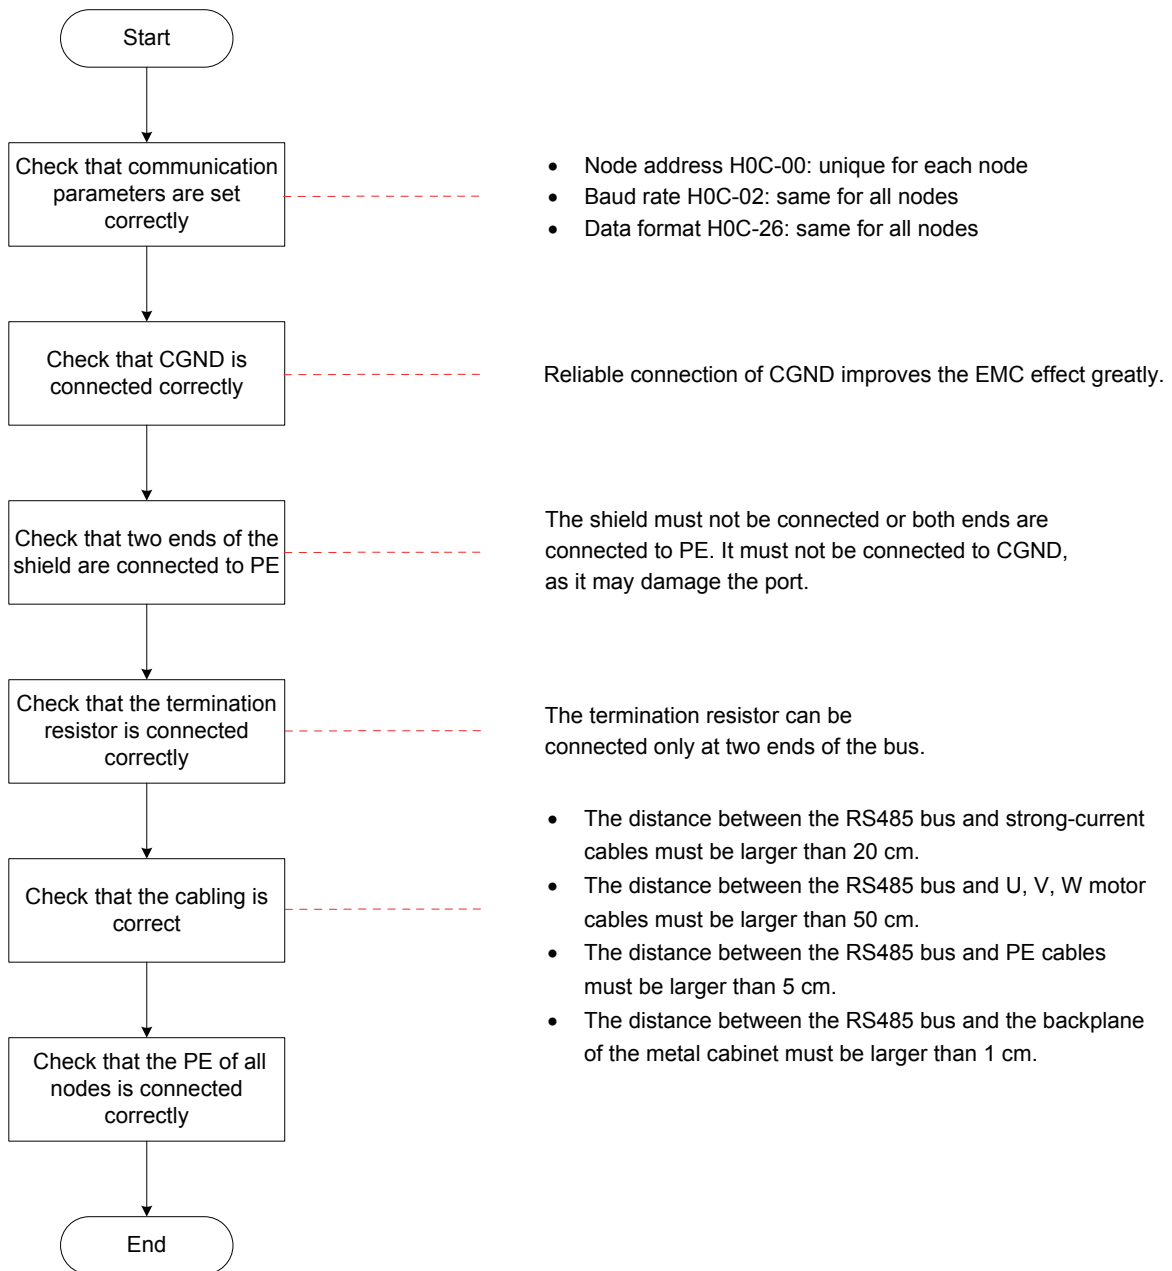 Start
Check that communication
parameters are set
correctly
• Node address H0C-00: unique for each node
• Baud rate H0C-02: same for all nodes
• Data format H0C-26: same for all nodes
Check that CGND is
connected correctly
Reliable connection of CGND improves the EMC effect greatly.
Check that two ends of the
shield are connected to PE
The shield must not be connected or both ends are
connected to PE. It must not be connected to CGND,
as it may damage the port.
Check that the termination
resistor is connected
correctly
The termination resistor can be
connected only at two ends of the bus.
Check that the cabling is
correct
• The distance between the RS485 bus and strong-current
cables must be larger than 20 cm.
• The distance between the RS485 bus and U, V, W motor
cables must be larger than 50 cm.
• The distance between the RS485 bus and PE cables
must be larger than 5 cm.
• The distance between the RS485 bus and the backplane
of the metal cabinet must be larger than 1 cm.
Check that the PE of all
nodes is connected
correctly
End